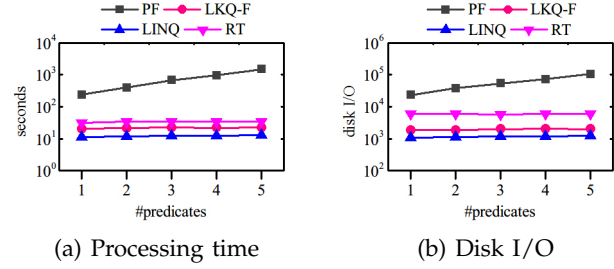 PF LKQ-F
LINQ RT
10^4
10^3
10^2
10^1
10^0
seconds
1 2 3 4 5
#predicates
(a) Processing time
PF LKQ-F
LINQ RT
10^6
10^5
10^4
10^3
10^2
disk I/O
1 2 3 4 5
#predicates
(b) Disk I/O